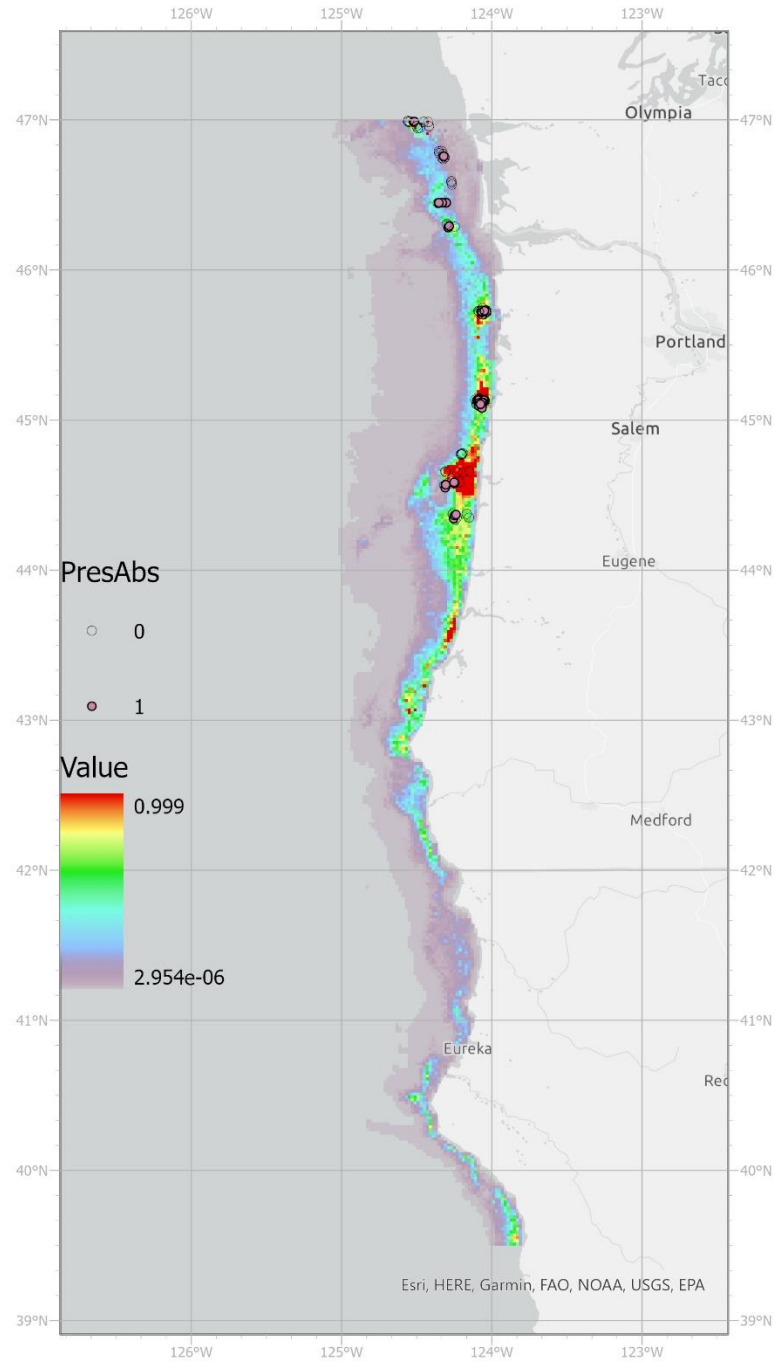 126°W 125°W 124°W 123°W
Tacc
47°N Olympia 47°N
46°N 46°N
Portland
45°N 45°N
Salem
44°N Eugene 44°N
PresAbs
0
1
43°N 43°N
Value
0.999
Medford
42°N 42°N
2.954e-06
41°N 41°N
Eureka
Red
40°N 40°N
Esri, HERE, Garmin, FAO, NOAA, USGS, EPA
39°N 39°N
126°W 125°W 124°W 123°W